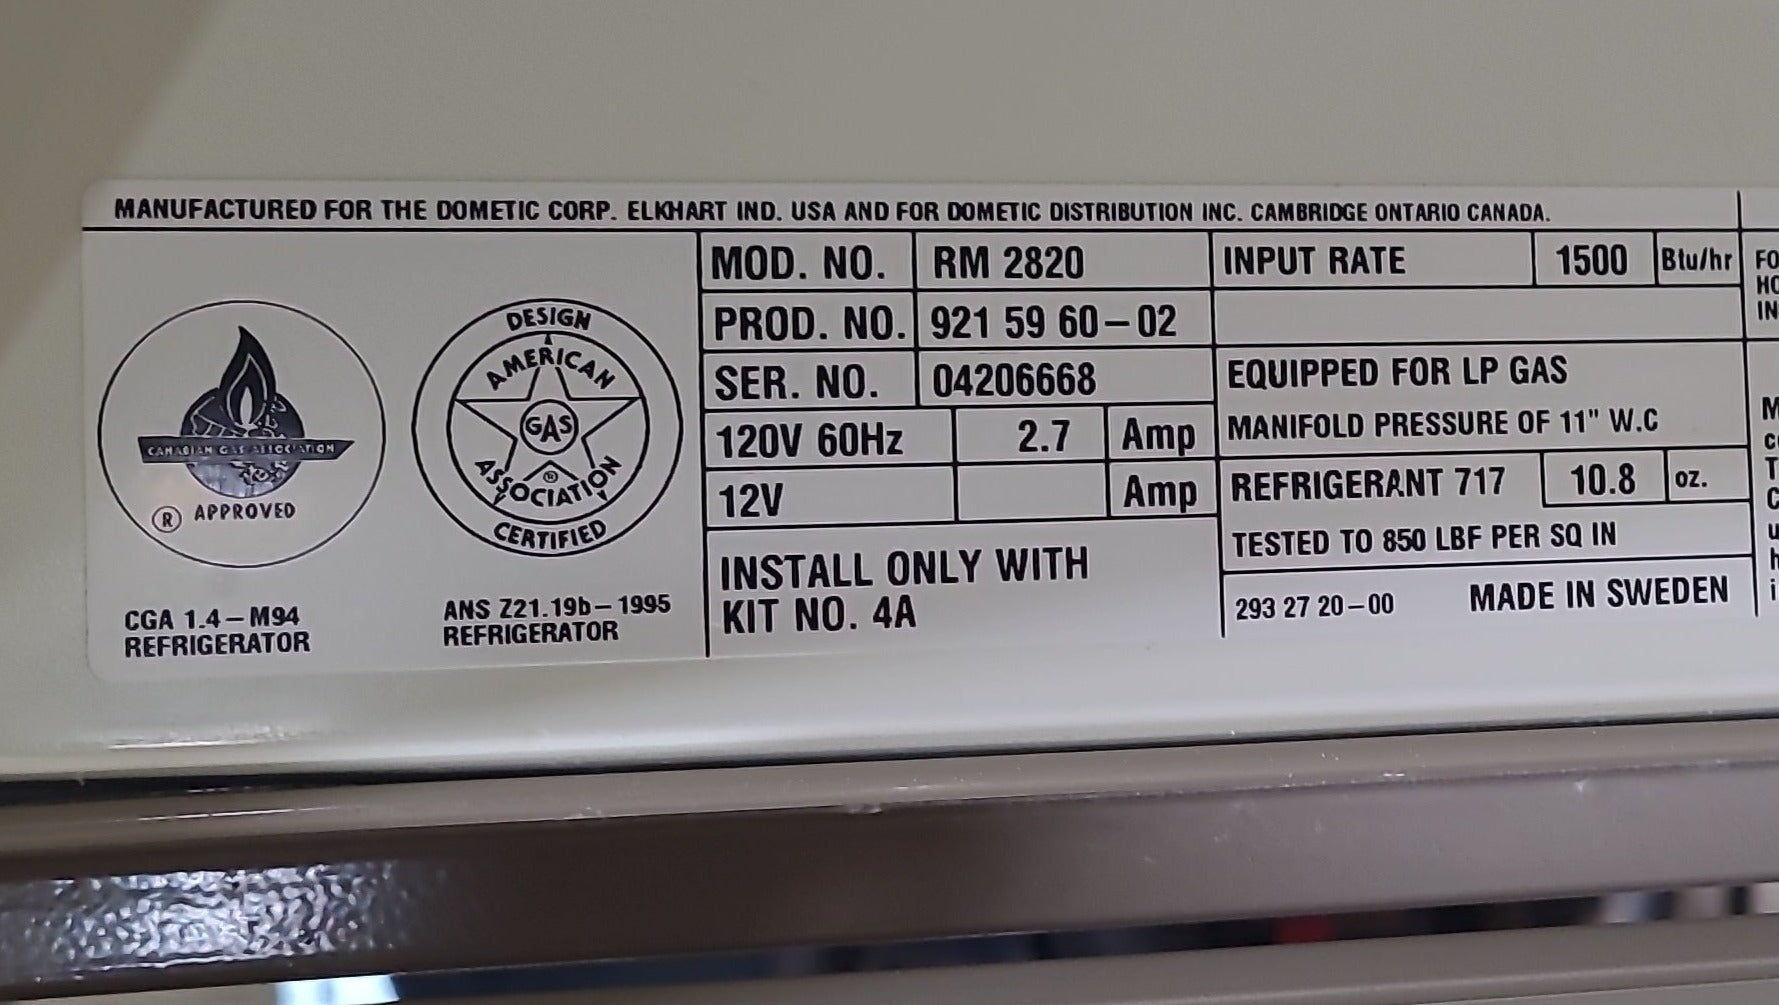 MANUFACTURED FOR THE DOMETIC CORP. ELKHART IND. USA AND FOR DOMETIC DISTRIBUTION INC. CAMBRIDGE ONTARIO CANADA.
CANADIAN GAS ASSOCIATION
® APPROVED
CGA 1.4–M94
REFRIGERATOR
DESIGN
AMERICAN
GAS
®
ASSOCIATION
CERTIFIED
ANS Z21.19b–1995
REFRIGERATOR
MOD. NO. RM 2820
PROD. NO. 921 59 60–02
SER. NO. 04206668
120V 60Hz 2.7 Amp
12V Amp
INSTALL ONLY WITH
KIT NO. 4A
INPUT RATE 1500 Btu/hr
EQUIPPED FOR LP GAS
MANIFOLD PRESSURE OF 11" W.C
REFRIGERANT 717 10.8 oz.
TESTED TO 850 LBF PER SQ IN
293 27 20–00 MADE IN SWEDEN